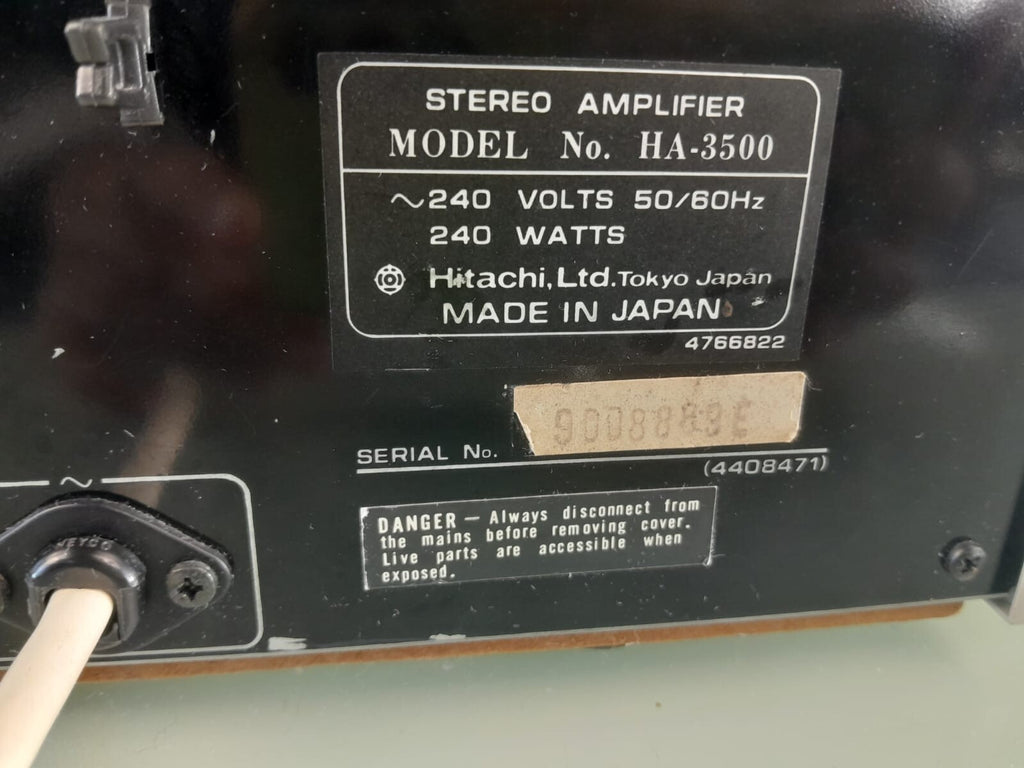 STEREO AMPLIFIER
MODEL No. HA-3500
~240 VOLTS 50/60Hz
240 WATTS
Hitachi, Ltd. Tokyo Japan
MADE IN JAPAN
4766822
SERIAL No.
(4408471)
~
DANGER – Always disconnect from
the mains before removing cover.
Live parts are accessible when
exposed.
HEYCO